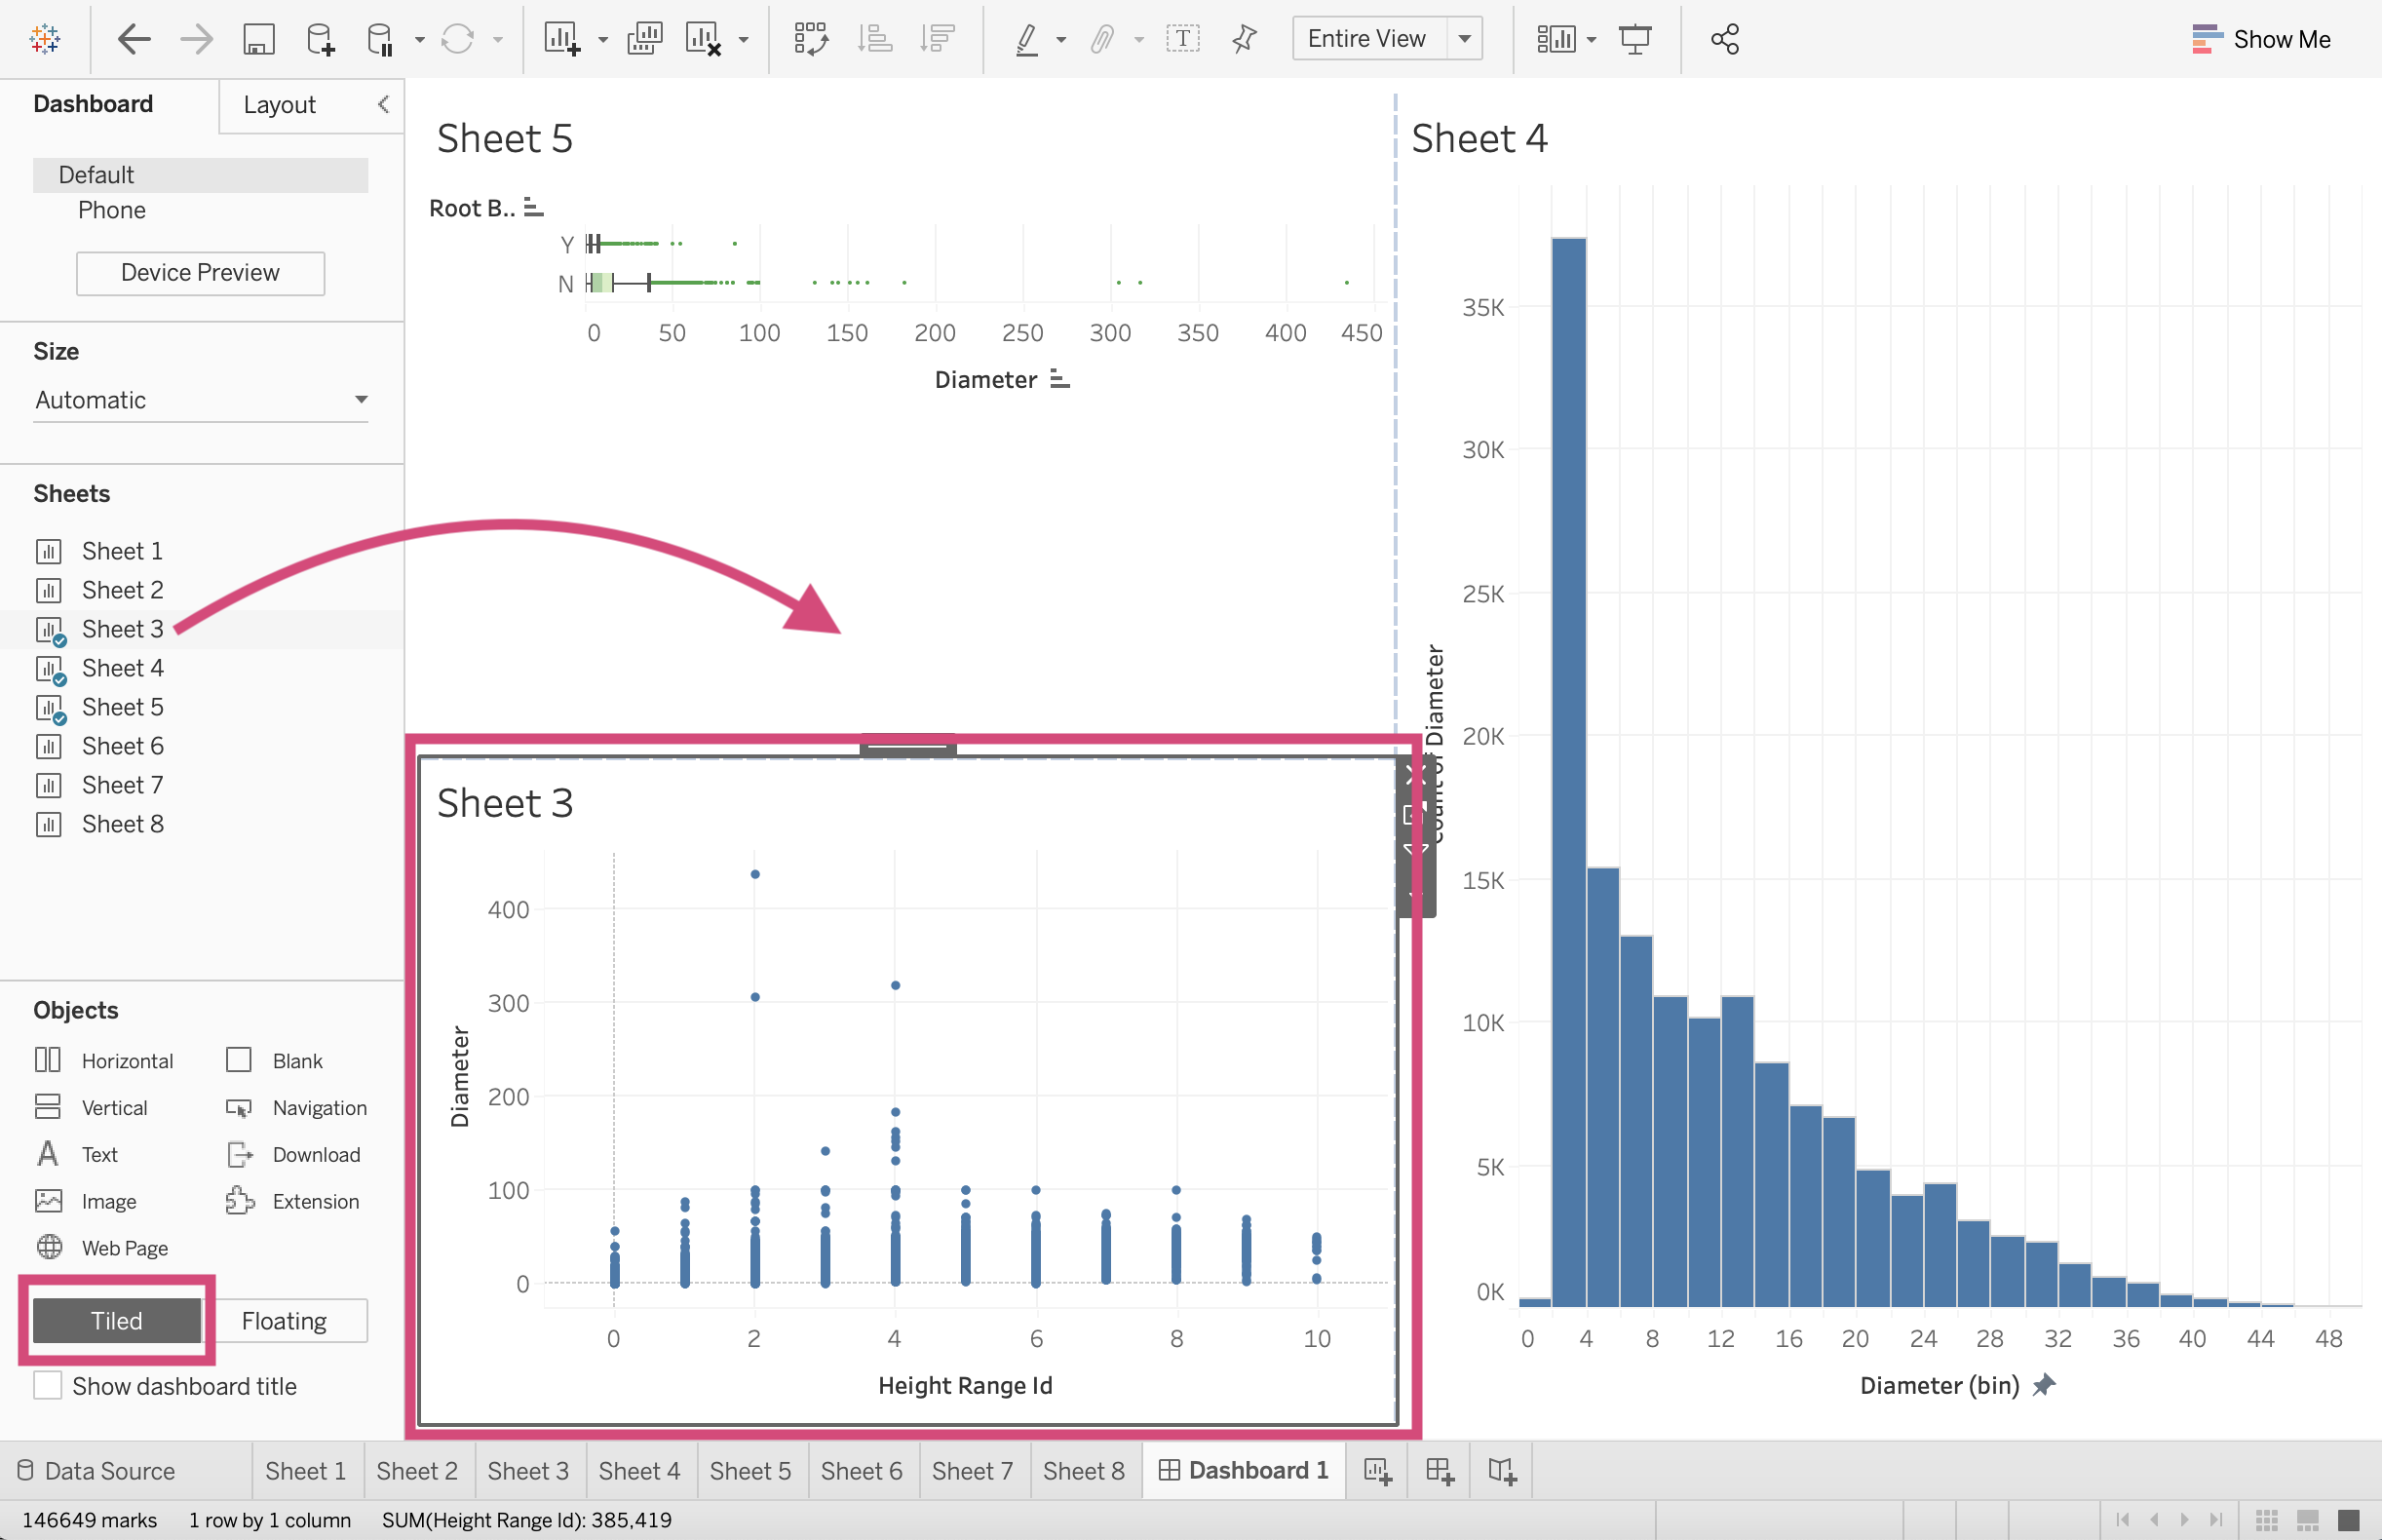 Entire View
Show Me
Dashboard
Layout
Default
Phone
Device Preview
Size
Automatic
Sheets
Sheet 1
Sheet 2
Sheet 3
Sheet 4
Sheet 5
Sheet 6
Sheet 7
Sheet 8
Objects
Horizontal
Blank
Vertical
Navigation
Text
Download
Image
Extension
Web Page
Tiled
Floating
Show dashboard title
Sheet 5
Root B..
Y
N
0 50 100 150 200 250 300 350 400 450
Diameter
Sheet 3
Diameter
400
300
200
100
0
0 2 4 6 8 10
Height Range Id
Sheet 4
Count of Diameter
35K
30K
25K
20K
15K
10K
5K
0K
0 4 8 12 16 20 24 28 32 36 40 44 48
Diameter (bin)
Data Source Sheet 1 Sheet 2 Sheet 3 Sheet 4 Sheet 5 Sheet 6 Sheet 7 Sheet 8 Dashboard 1
146649 marks 1 row by 1 column SUM(Height Range Id): 385,419